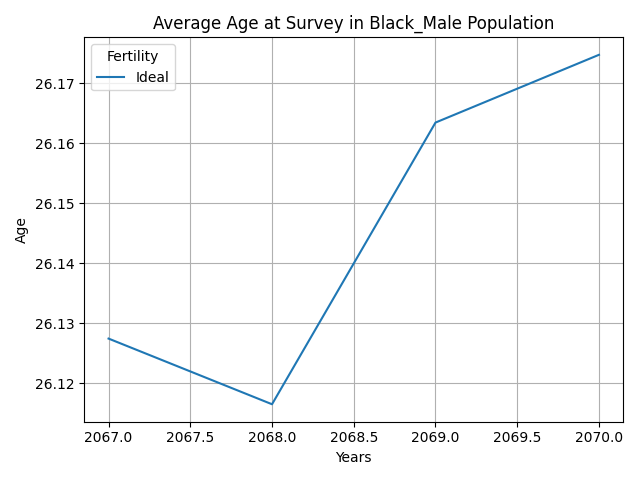 Average Age at Survey in Black_Male Population
Fertility
Ideal
Age
26.17
26.16
26.15
26.14
26.13
26.12
2067.0 2067.5 2068.0 2068.5 2069.0 2069.5 2070.0
Years